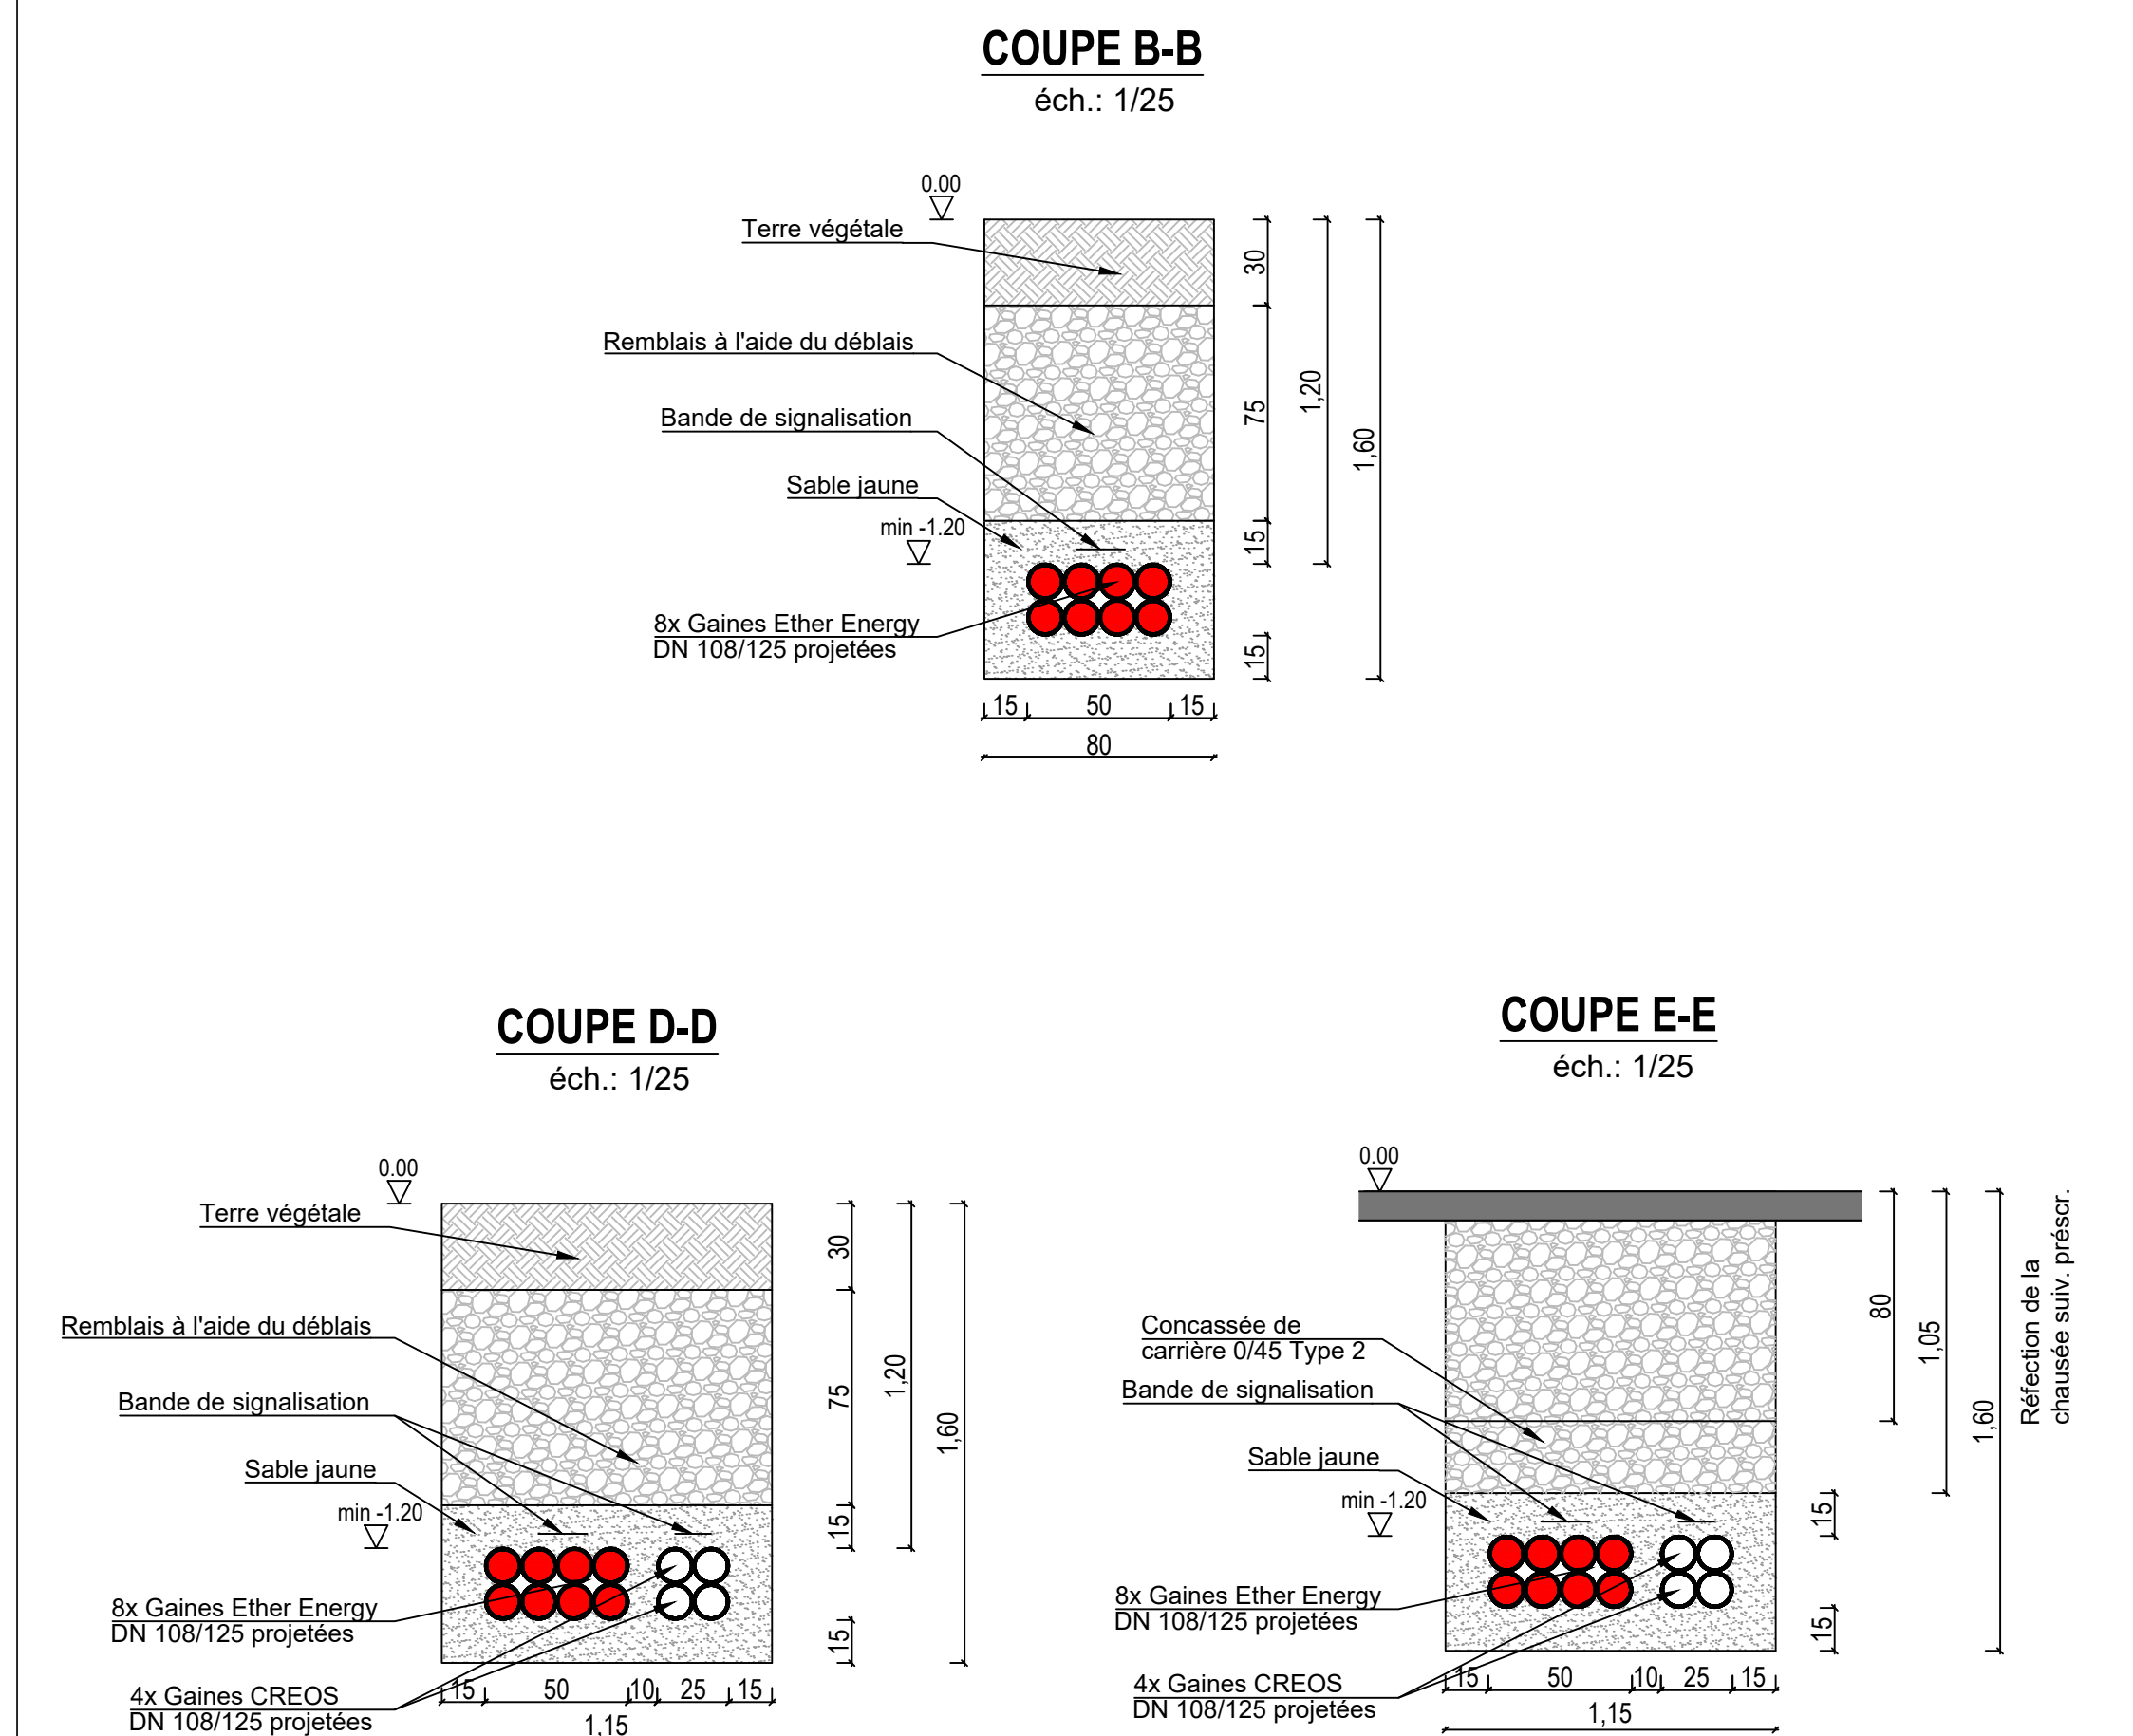 COUPE B-B
éch.: 1/25
0.00
Terre végétale
30
Remblais à l'aide du déblais
1,20
75
Bande de signalisation
1,60
Sable jaune
min -1.20
15
8x Gaines Ether Energy
DN 108/125 projetées
15
15 50 15
80
COUPE D-D
éch.: 1/25
0.00
Terre végétale
30
Remblais à l'aide du déblais
1,20
75
Bande de signalisation
1,60
Sable jaune
min -1.20
15
8x Gaines Ether Energy
DN 108/125 projetées
15
4x Gaines CREOS
DN 108/125 projetées
15 50 10 25 15
1,15
COUPE E-E
éch.: 1/25
0.00
80
Concassée de
carrière 0/45 Type 2
1,05
Bande de signalisation
1,60
Réfection de la
chausée suiv. préscr.
Sable jaune
min -1.20
15
8x Gaines Ether Energy
DN 108/125 projetées
15
4x Gaines CREOS
DN 108/125 projetées
15 50 10 25 15
1,15